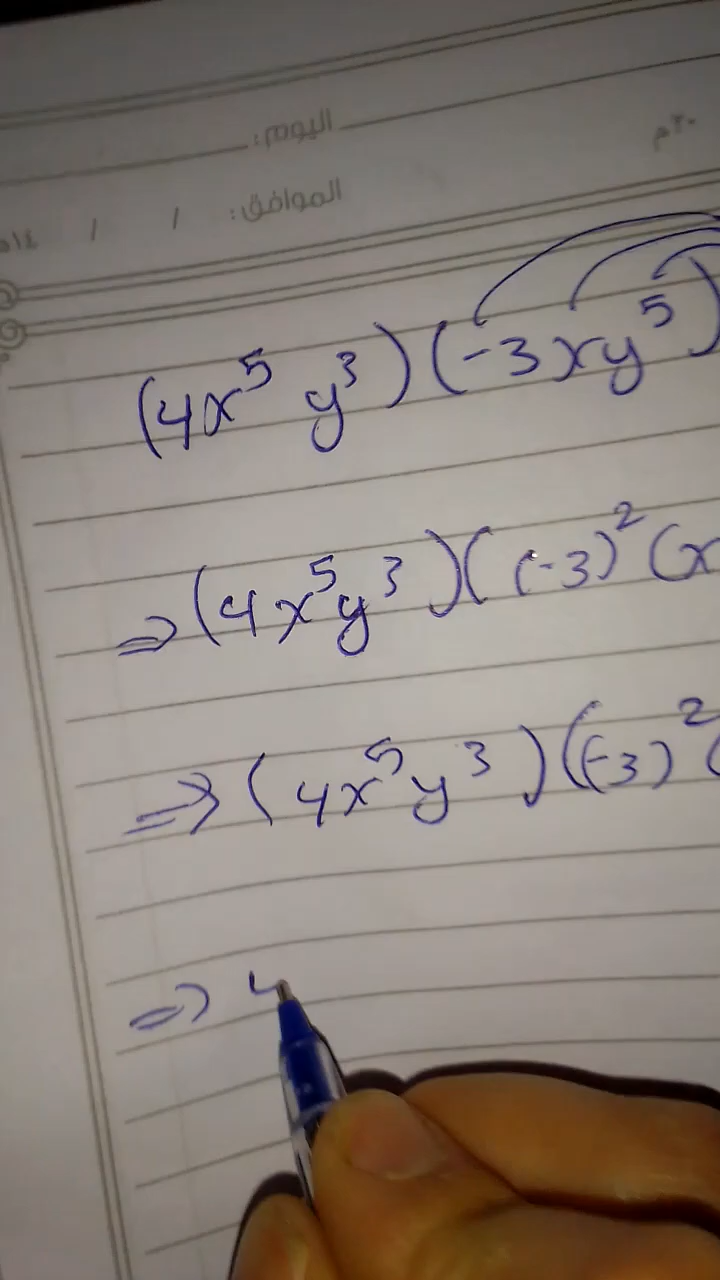 اليوم:
٢٠م
الموافق: / / ١٤هـ
(4x⁵ y³)(-3xy⁵)
⇒ (4x⁵y³)((-3)²(x
⇒ (4x⁵y³)((-3)²(
⇒ 4